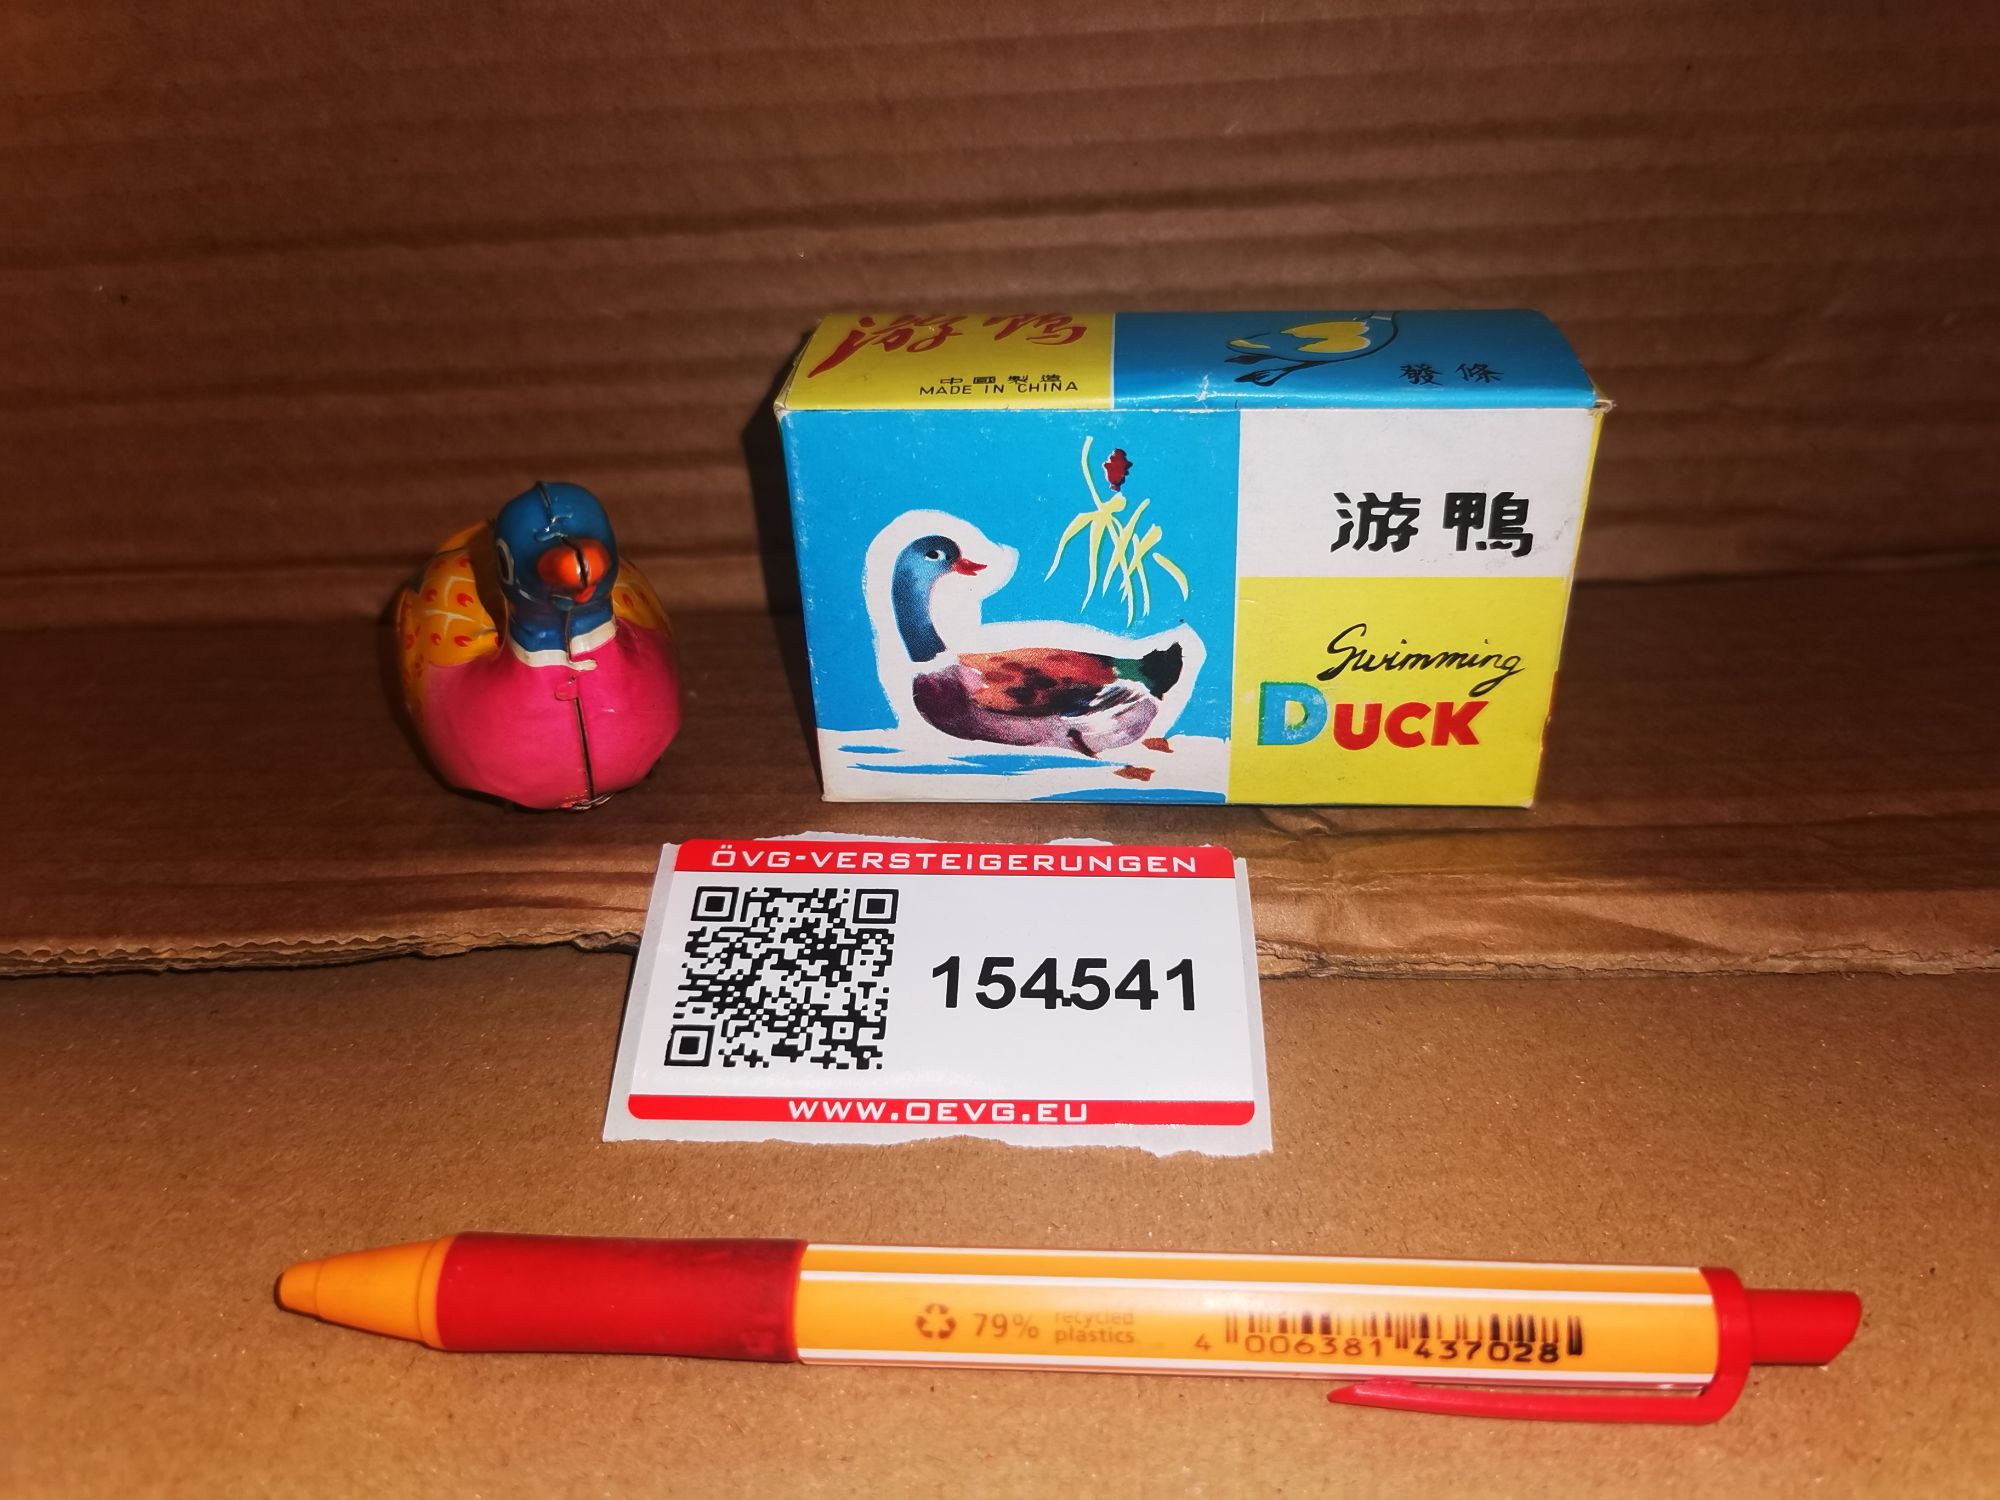 游鴨
中國製造
MADE IN CHINA
發條
游鴨
Swimming
DUCK
ÖVG-VERSTEIGERUNGEN
154541
WWW.OEVG.EU
79% recycled
plastics
4 006381 437028